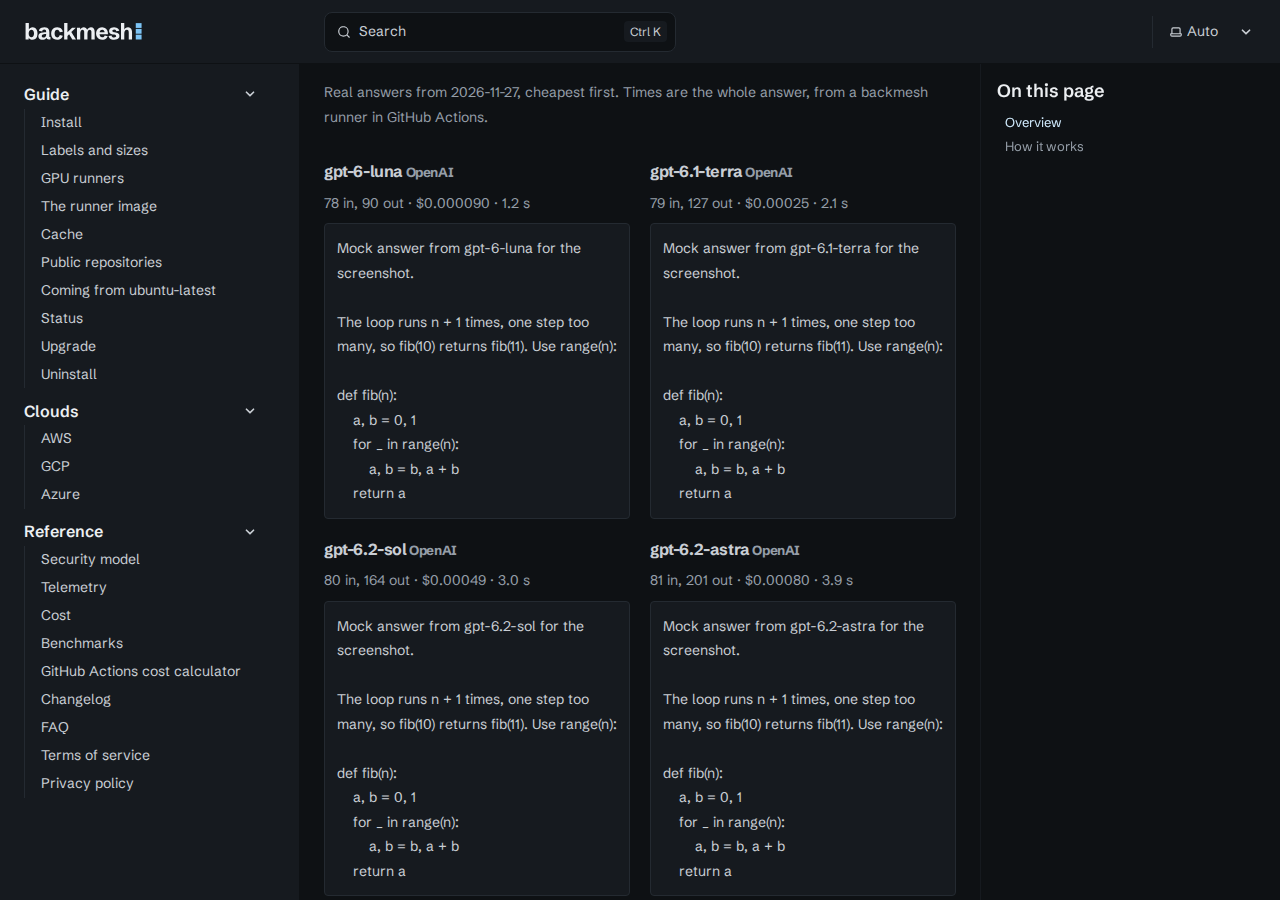 backmesh
Search
Ctrl K
Auto
Guide
Install
Labels and sizes
GPU runners
The runner image
Cache
Public repositories
Coming from ubuntu-latest
Status
Upgrade
Uninstall
Clouds
AWS
GCP
Azure
Reference
Security model
Telemetry
Cost
Benchmarks
GitHub Actions cost calculator
Changelog
FAQ
Terms of service
Privacy policy
Real answers from 2026-11-27, cheapest first. Times are the whole answer, from a backmesh
runner in GitHub Actions.
gpt-6-luna OpenAI
78 in, 90 out · $0.000090 · 1.2 s
Mock answer from gpt-6-luna for the
screenshot.
The loop runs n + 1 times, one step too
many, so fib(10) returns fib(11). Use range(n):
def fib(n):
    a, b = 0, 1
    for _ in range(n):
        a, b = b, a + b
    return a
gpt-6.1-terra OpenAI
79 in, 127 out · $0.00025 · 2.1 s
Mock answer from gpt-6.1-terra for the
screenshot.
The loop runs n + 1 times, one step too
many, so fib(10) returns fib(11). Use range(n):
def fib(n):
    a, b = 0, 1
    for _ in range(n):
        a, b = b, a + b
    return a
gpt-6.2-sol OpenAI
80 in, 164 out · $0.00049 · 3.0 s
Mock answer from gpt-6.2-sol for the
screenshot.
The loop runs n + 1 times, one step too
many, so fib(10) returns fib(11). Use range(n):
def fib(n):
    a, b = 0, 1
    for _ in range(n):
        a, b = b, a + b
    return a
gpt-6.2-astra OpenAI
81 in, 201 out · $0.00080 · 3.9 s
Mock answer from gpt-6.2-astra for the
screenshot.
The loop runs n + 1 times, one step too
many, so fib(10) returns fib(11). Use range(n):
def fib(n):
    a, b = 0, 1
    for _ in range(n):
        a, b = b, a + b
    return a
On this page
Overview
How it works